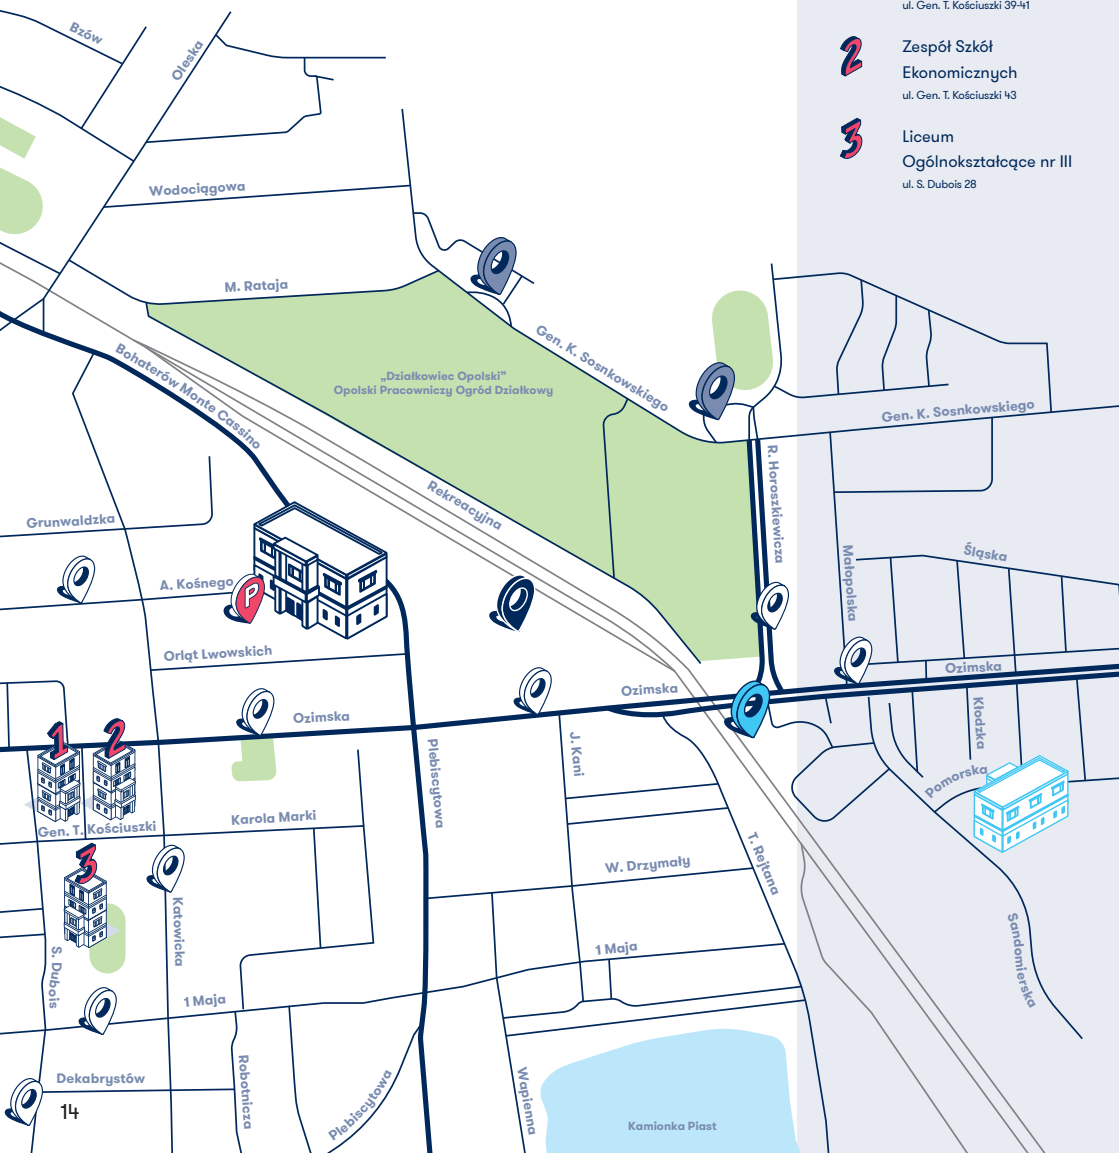 ul. Gen. T. Kościuszki 39-41
2
Zespół Szkół
Ekonomicznych
ul. Gen. T. Kościuszki 43
3
Liceum
Ogólnokształcące nr III
ul. S. Dubois 28
Bzów
Oleska
Wodociągowa
M. Rataja
Gen. K. Sosnkowskiego
Bohaterów Monte Cassino
„Działkowiec Opolski”
Opolski Pracowniczy Ogród Działkowy
Gen. K. Sosnkowskiego
R. Horoszkiewicza
Rekreacyjna
Grunwaldzka
Małopolska
Śląska
A. Kośnego
P
Orląt Lwowskich
Ozimska
Ozimska
Ozimska
Kłodzka
1
2
Plebiscytowa
J. Kani
Pomorska
Gen. T. Kościuszki
Karola Marki
T. Rejtana
W. Drzymały
3
Katowicka
S. Dubois
1 Maja
Sandomierska
1 Maja
Dekabrystów
Robotnicza
Plebiscytowa
Wapienna
Kamionka Piast
14